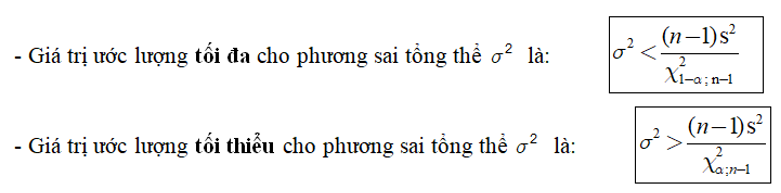 - Giá trị ước lượng tối đa cho phương sai tổng thể σ² là: σ² < (n−1)s² / χ²₁₋α ; n−1
- Giá trị ước lượng tối thiểu cho phương sai tổng thể σ² là: σ² > (n−1)s² / χ²α;n−1